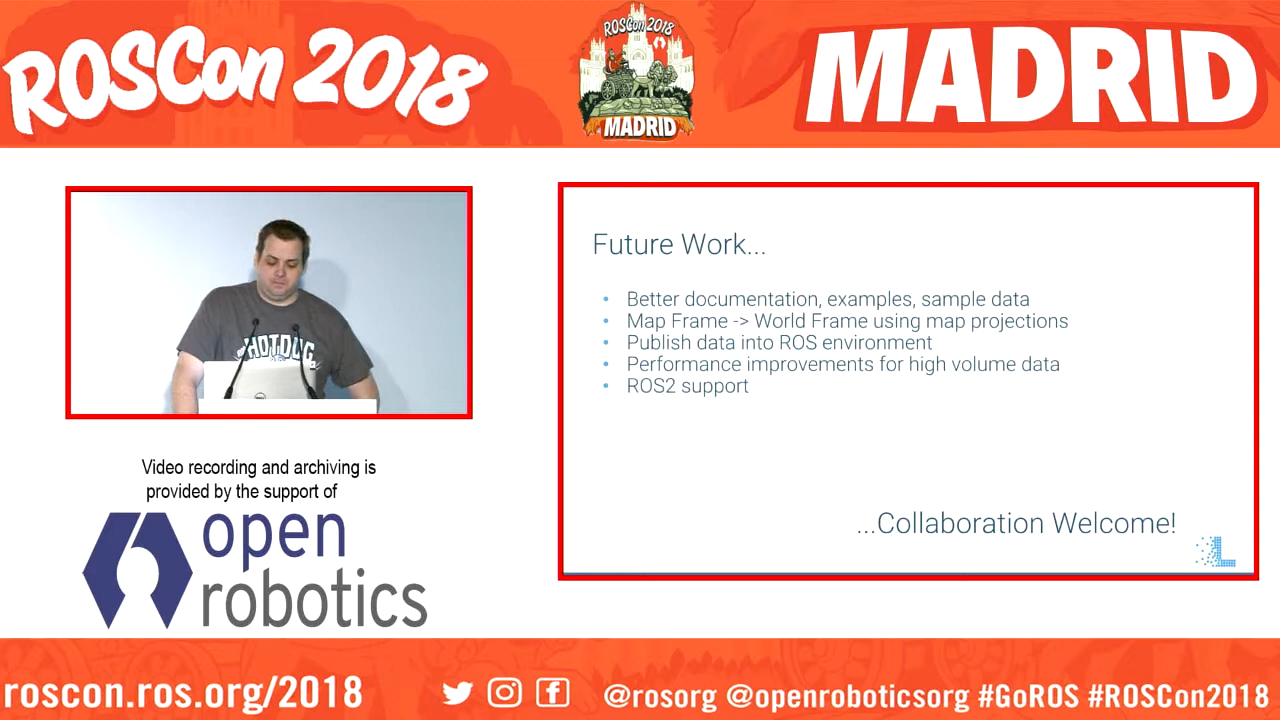 ROSCon 2018
ROSCon 2018
MADRID
MADRID
HOTDOG
DELL
Future Work...
• Better documentation, examples, sample data
• Map Frame -> World Frame using map projections
• Publish data into ROS environment
• Performance improvements for high volume data
• ROS2 support
...Collaboration Welcome!
Video recording and archiving is
provided by the support of
open
robotics
roscon.ros.org/2018
@rosorg @openroboticsorg #GoROS #ROSCon2018